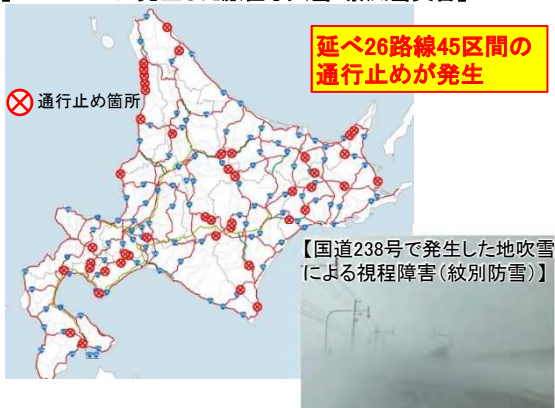 延べ26路線45区間の
通行止めが発生
通行止め箇所
【国道238号で発生した地吹雪
による視程障害(紋別防雪)】